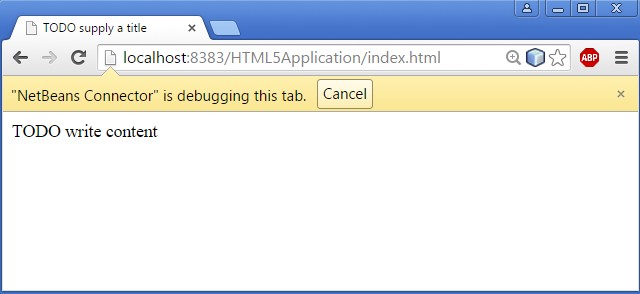 TODO supply a title
localhost:8383/HTML5Application/index.html
ABP
"NetBeans Connector" is debugging this tab. Cancel
TODO write content